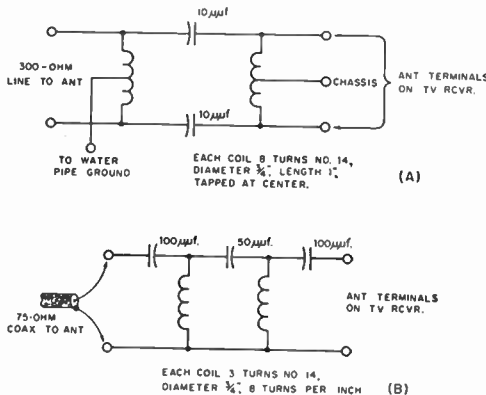 10μμf
300-OHM
LINE TO ANT
CHASSIS
ANT TERMINALS
ON TV RCVR.
10μμf
TO WATER
PIPE GROUND
EACH COIL 8 TURNS NO. 14,
DIAMETER 3/4", LENGTH 1",
TAPPED AT CENTER.
(A)
100μμf.
50μμf.
100μμf.
75-OHM
COAX TO ANT
ANT TERMINALS
ON TV RCVR.
EACH COIL 3 TURNS NO 14,
DIAMETER 3/4", 8 TURNS PER INCH
(B)